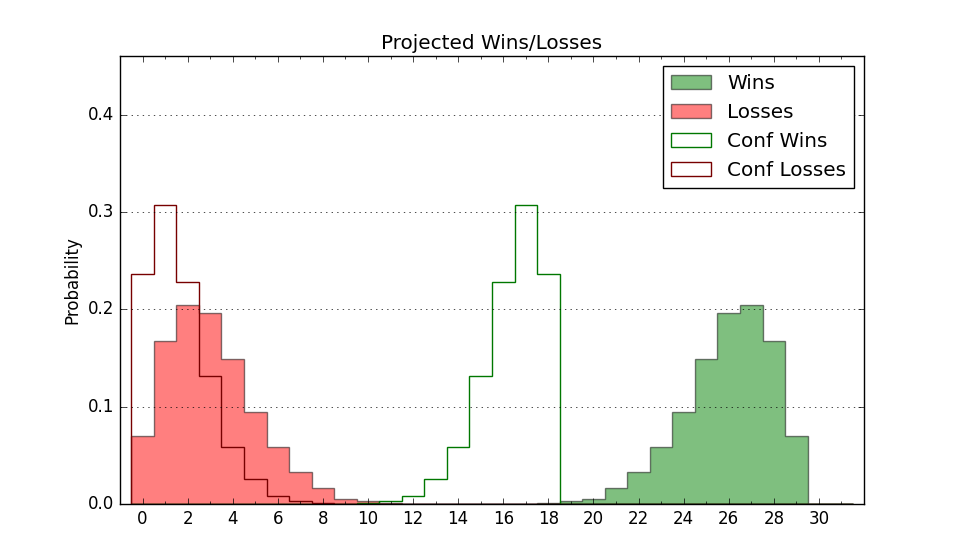 Projected Wins/Losses
Wins
Losses
Conf Wins
Conf Losses
Probability
0.4
0.3
0.2
0.1
0.0
0 2 4 6 8 10 12 14 16 18 20 22 24 26 28 30